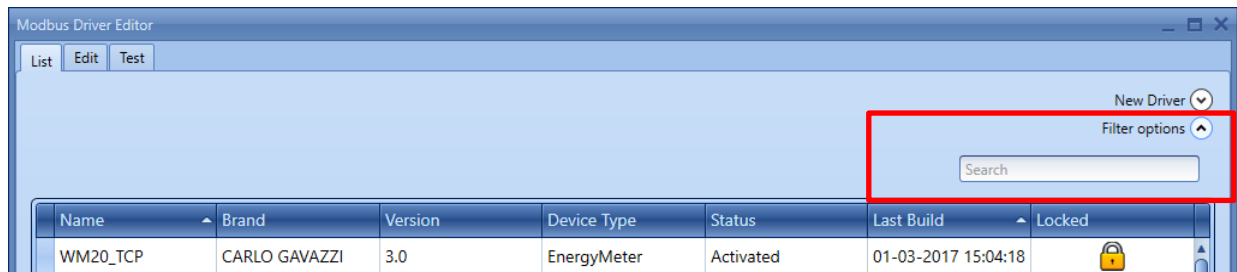 Modbus Driver Editor
List Edit Test
New Driver
Filter options
Search
Name Brand Version Device Type Status Last Build Locked
WM20_TCP CARLO GAVAZZI 3.0 EnergyMeter Activated 01-03-2017 15:04:18